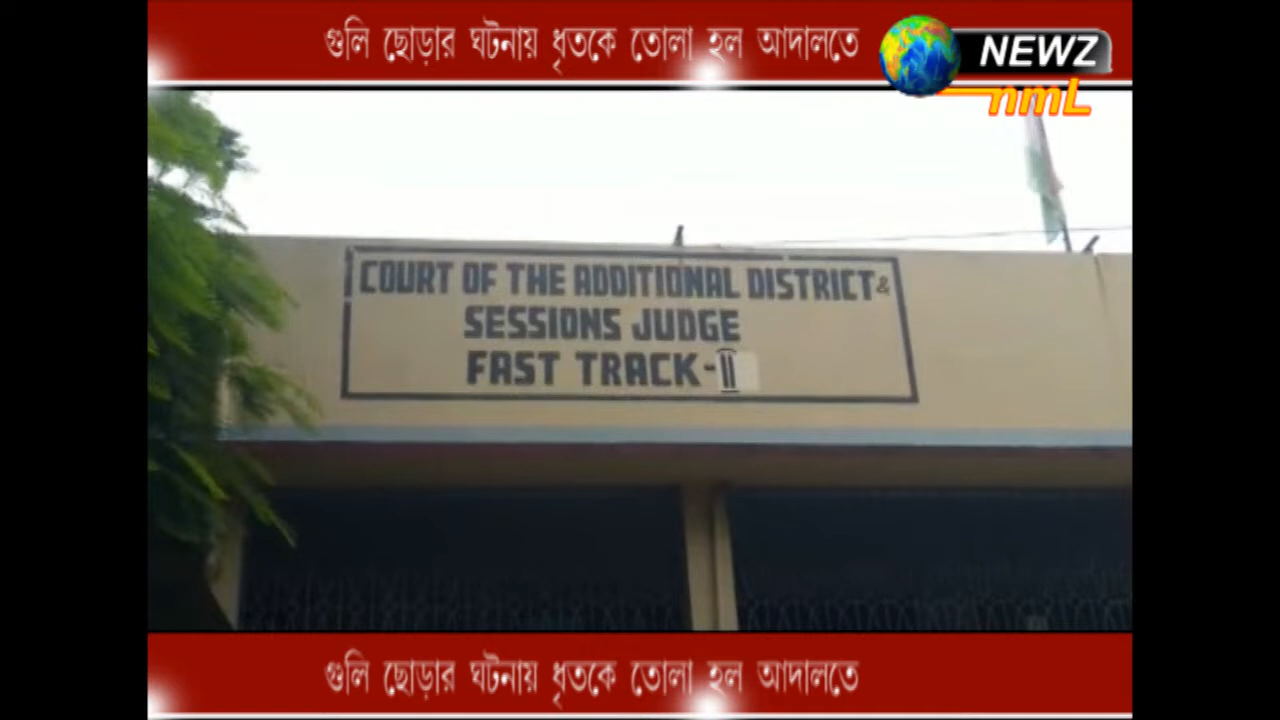 গুলি ছোড়ার ঘটনায় ধৃতকে তোলা হল আদালতে
NEWZ
nmL
COURT OF THE ADDITIONAL DISTRICT &
SESSIONS JUDGE
FAST TRACK-II
গুলি ছোড়ার ঘটনায় ধৃতকে তোলা হল আদালতে